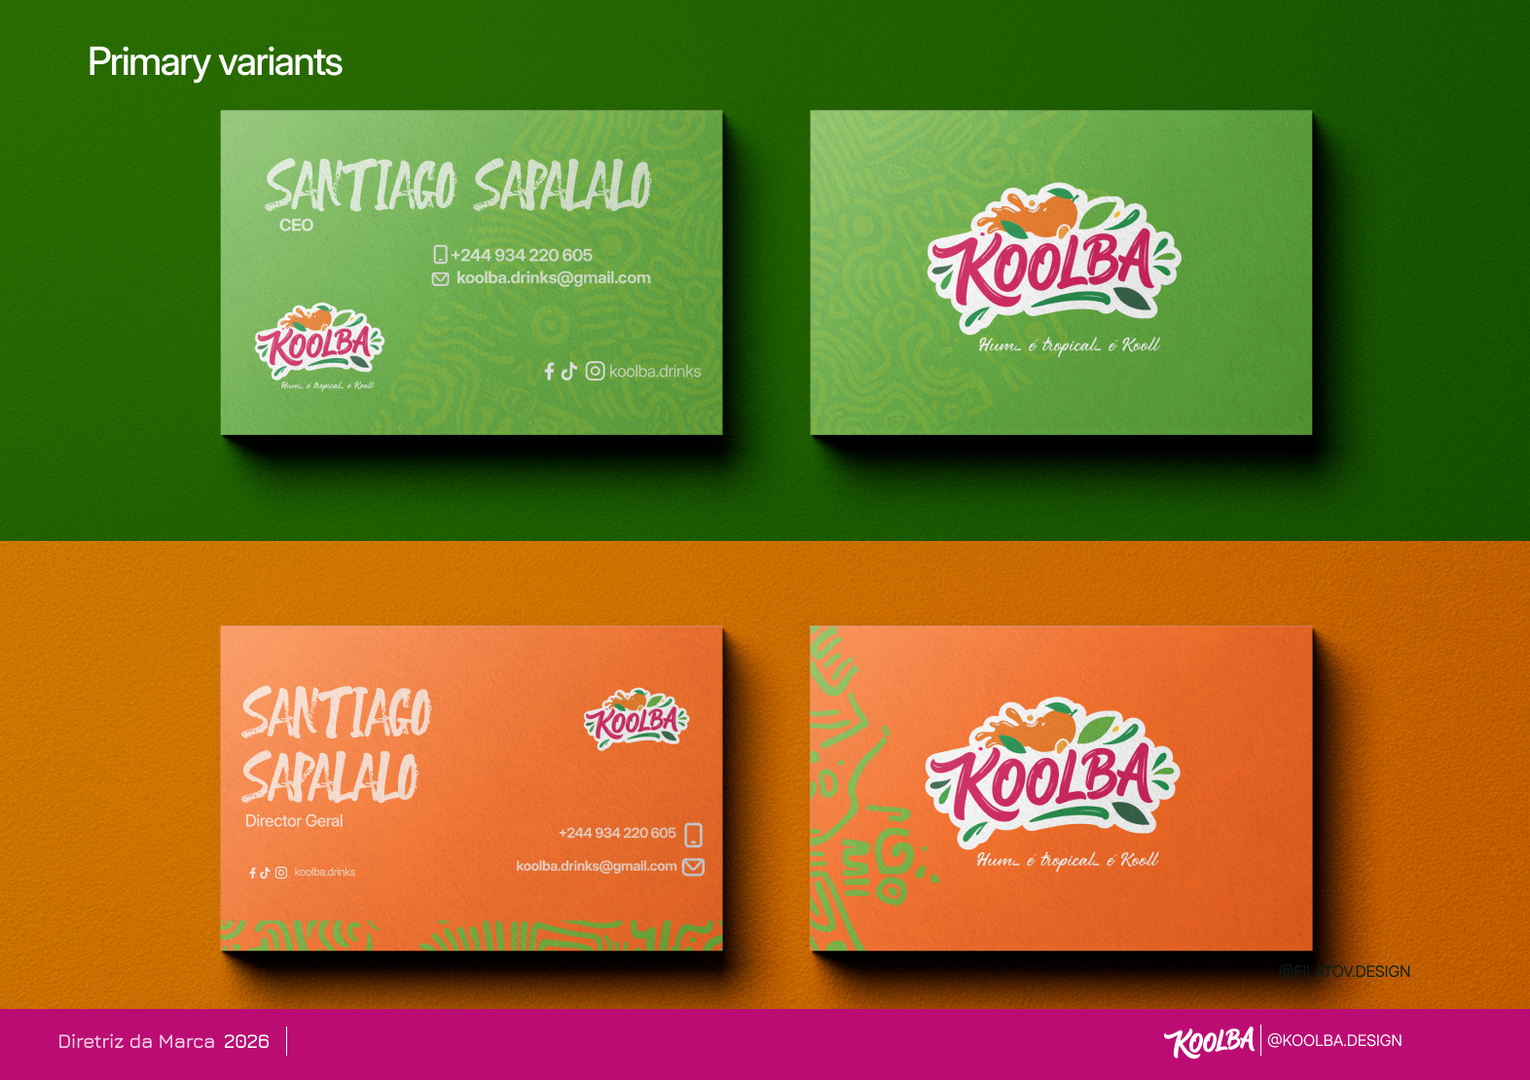 Primary variants
SANTIAGO SAPALALO
CEO
+244 934 220 605
koolba.drinks@gmail.com
KOOLBA
Hum... é tropical... é Kooll
koolba.drinks
KOOLBA
Hum... é tropical... é Kooll
SANTIAGO
SAPALALO
Director Geral
koolba.drinks
KOOLBA
+244 934 220 605
koolba.drinks@gmail.com
KOOLBA
Hum... é tropical... é Kooll
@FILATOV.DESIGN
Diretriz da Marca 2026
KOOLBA @KOOLBA.DESIGN